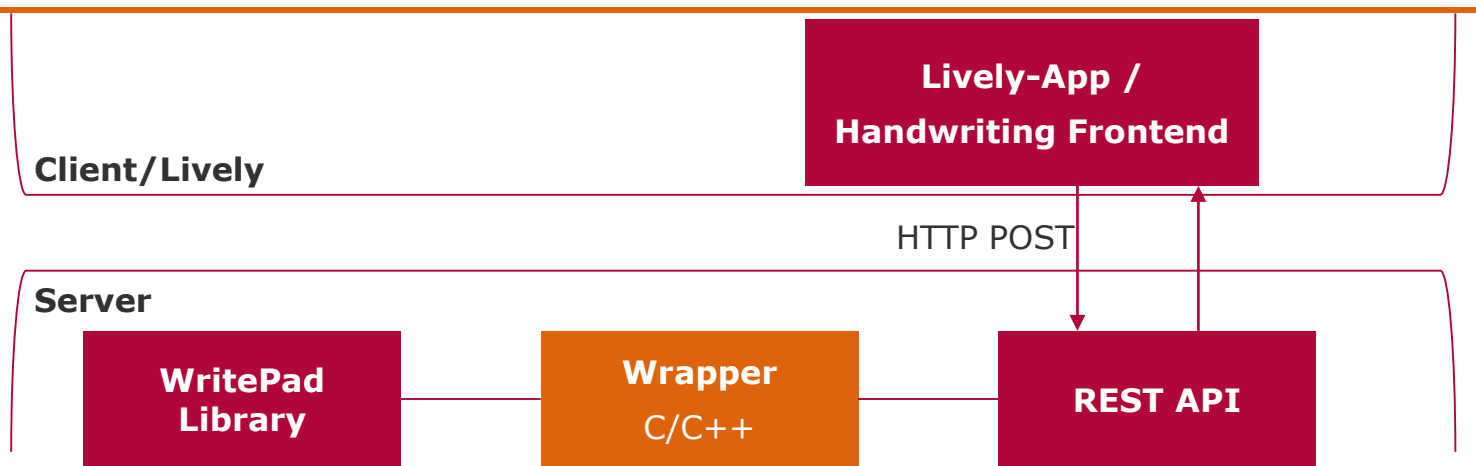 Lively-App /
Handwriting Frontend
Client/Lively
HTTP POST
Server
WritePad
Library
Wrapper
C/C++
REST API